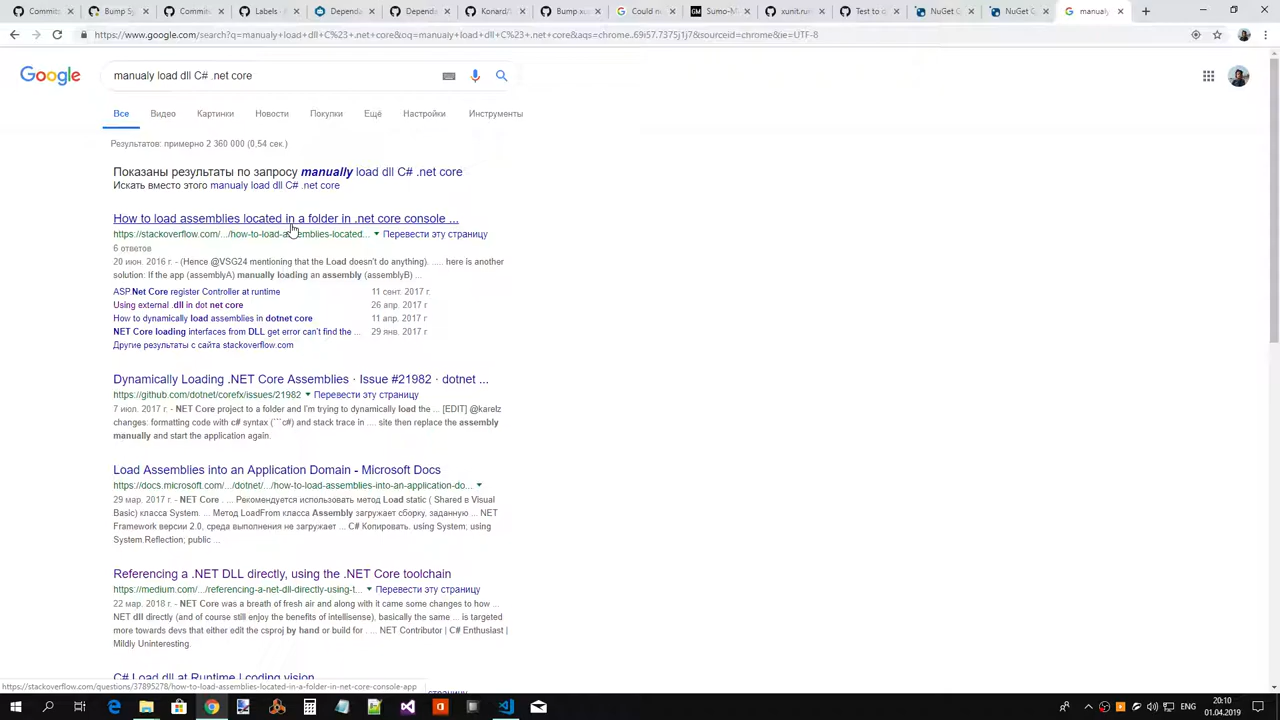 Dependa
Labels ·
manually
Dependa
Dependa
Konard/
Bump xu
Could no
Sumo-M
xunit.run
Test to d
NuGet G
NuGet G
manualy
https://www.google.com/search?q=manualy+load+dll+C%23+.net+core&oq=manualy+load+dll+C%23+.net+core&aqs=chrome..69i57.7375j1j7&sourceid=chrome&ie=UTF-8
Google
manualy load dll C# .net core
Все Видео Картинки Новости Покупки Ещё Настройки Инструменты
Результатов: примерно 2 360 000 (0,54 сек.)
Показаны результаты по запросу manually load dll C# .net core
Искать вместо этого manualy load dll C# .net core
How to load assemblies located in a folder in .net core console ...
https://stackoverflow.com/.../how-to-load-assemblies-located... Перевести эту страницу
6 ответов
20 июн. 2016 г. - (Hence @VSG24 mentioning that the Load doesn't do anything). ..... here is another
solution: If the app (assemblyA) manually loading an assembly (assemblyB) ...
ASP.Net Core register Controller at runtime 11 сент. 2017 г.
Using external .dll in dot net core 26 апр. 2017 г
How to dynamically load assemblies in dotnet core 11 апр. 2017 г
NET Core loading interfaces from DLL get error can't find the ... 29 янв. 2017 г
Другие результаты с сайта stackoverflow.com
Dynamically Loading .NET Core Assemblies · Issue #21982 · dotnet ...
https://github.com/dotnet/corefx/issues/21982 Перевести эту страницу
7 июл. 2017 г. - NET Core project to a folder and I'm trying to dynamically load the ... [EDIT] @karelz
changes: formatting code with c# syntax (```c#) and stack trace in .... site then replace the assembly
manually and start the application again.
Load Assemblies into an Application Domain - Microsoft Docs
https://docs.microsoft.com/.../dotnet/.../how-to-load-assemblies-into-an-application-do...
29 мар. 2017 г. - NET Core . ... Рекомендуется использовать метод Load static ( Shared в Visual
Basic) класса System. ... Метод LoadFrom класса Assembly загружает сборку, заданную ... NET
Framework версии 2.0, среда выполнения не загружает ... C# Копировать. using System; using
System.Reflection; public ...
Referencing a .NET DLL directly, using the .NET Core toolchain
https://medium.com/.../referencing-a-net-dll-directly-using-t... Перевести эту страницу
22 мар. 2018 г. - NET Core was a breath of fresh air and along with it came some changes to how ...
NET dll directly (and of course still enjoy the benefits of intellisense), basically the same ... is targeted
more towards devs that either edit the csproj by hand or build for . ... NET Contributor | C# Enthusiast |
Mildly Uninteresting.
C# Load dll at Runtime | coding vision
https://stackoverflow.com/questions/37895278/how-to-load-assemblies-located-in-a-folder-in-net-core-console-app
страницу
ENG
20:10
01.04.2019